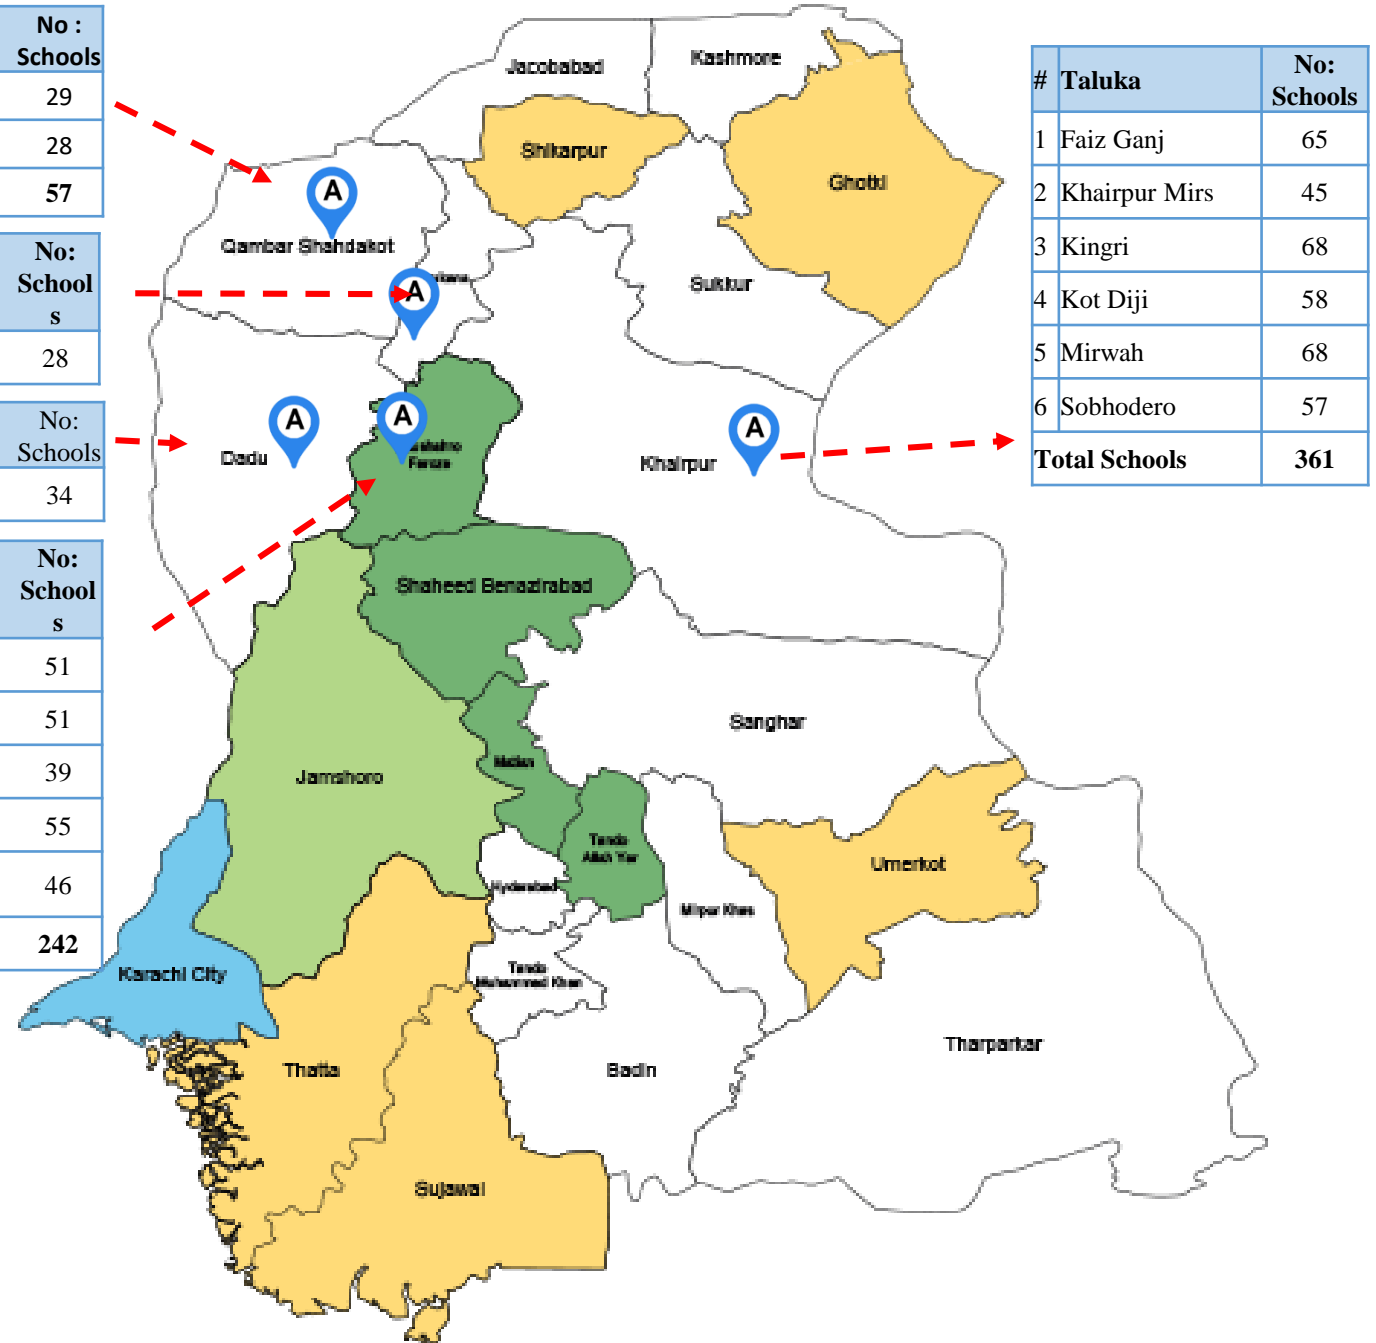 No :
Schools
29
28
57
No:
School
s
28
No:
Schools
34
No:
School
s
51
51
39
55
46
242
# Taluka No:
Schools
1 Faiz Ganj 65
2 Khairpur Mirs 45
3 Kingri 68
4 Kot Diji 58
5 Mirwah 68
6 Sobhodero 57
Total Schools 361
Jacobabad
Kashmore
Shikarpur
Ghotki
A
Qambar Shahdakot
A
Sukkur
A
Dadu
A
Feroze
A
Khairpur
Shaheed Benazirabad
Sanghar
Jamshoro
Matiari
Tando
Allah Yar
Umerkot
Hyderabad
Mirpur Khas
Karachi City
Tando
Muhammad Khan
Tharparkar
Thatta
Badin
Sujawal